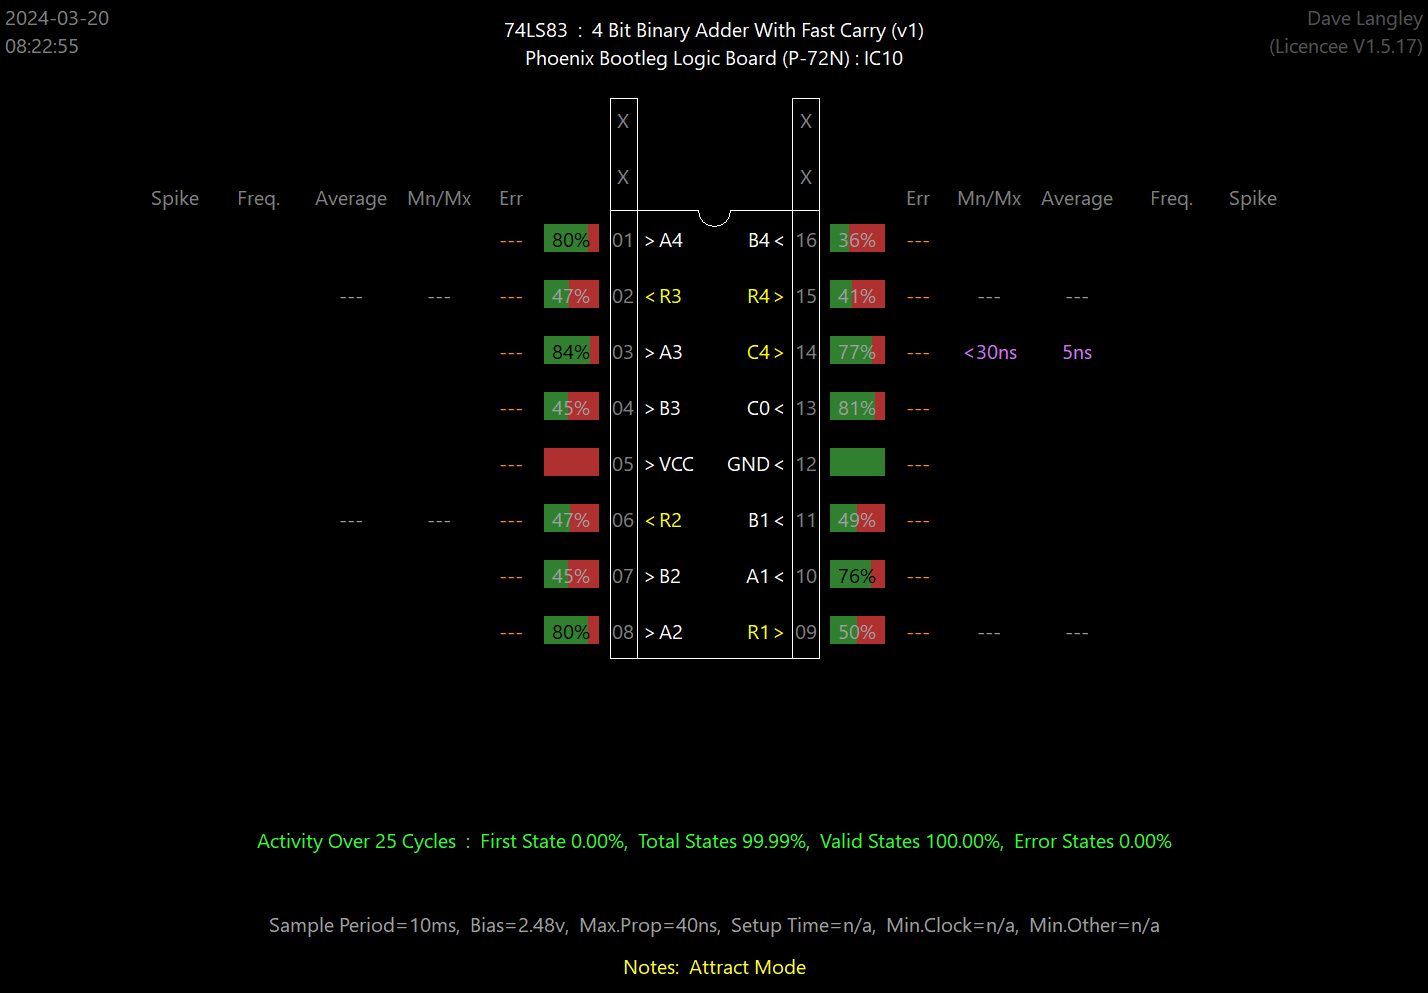 2024-03-20
08:22:55
74LS83 : 4 Bit Binary Adder With Fast Carry (v1)
Phoenix Bootleg Logic Board (P-72N) : IC10
Dave Langley
(Licencee V1.5.17)
X X
X X
Spike Freq. Average Mn/Mx Err Err Mn/Mx Average Freq. Spike
--- 80% 01 > A4 B4 < 16 36% ---
--- --- --- 47% 02 < R3 R4 > 15 41% --- --- ---
--- 84% 03 > A3 C4 > 14 77% --- <30ns 5ns
--- 45% 04 > B3 C0 < 13 81% ---
--- 05 > VCC GND < 12 ---
--- --- --- 47% 06 < R2 B1 < 11 49% ---
--- 45% 07 > B2 A1 < 10 76% ---
--- 80% 08 > A2 R1 > 09 50% --- --- ---
Activity Over 25 Cycles : First State 0.00%, Total States 99.99%, Valid States 100.00%, Error States 0.00%
Sample Period=10ms, Bias=2.48v, Max.Prop=40ns, Setup Time=n/a, Min.Clock=n/a, Min.Other=n/a
Notes: Attract Mode